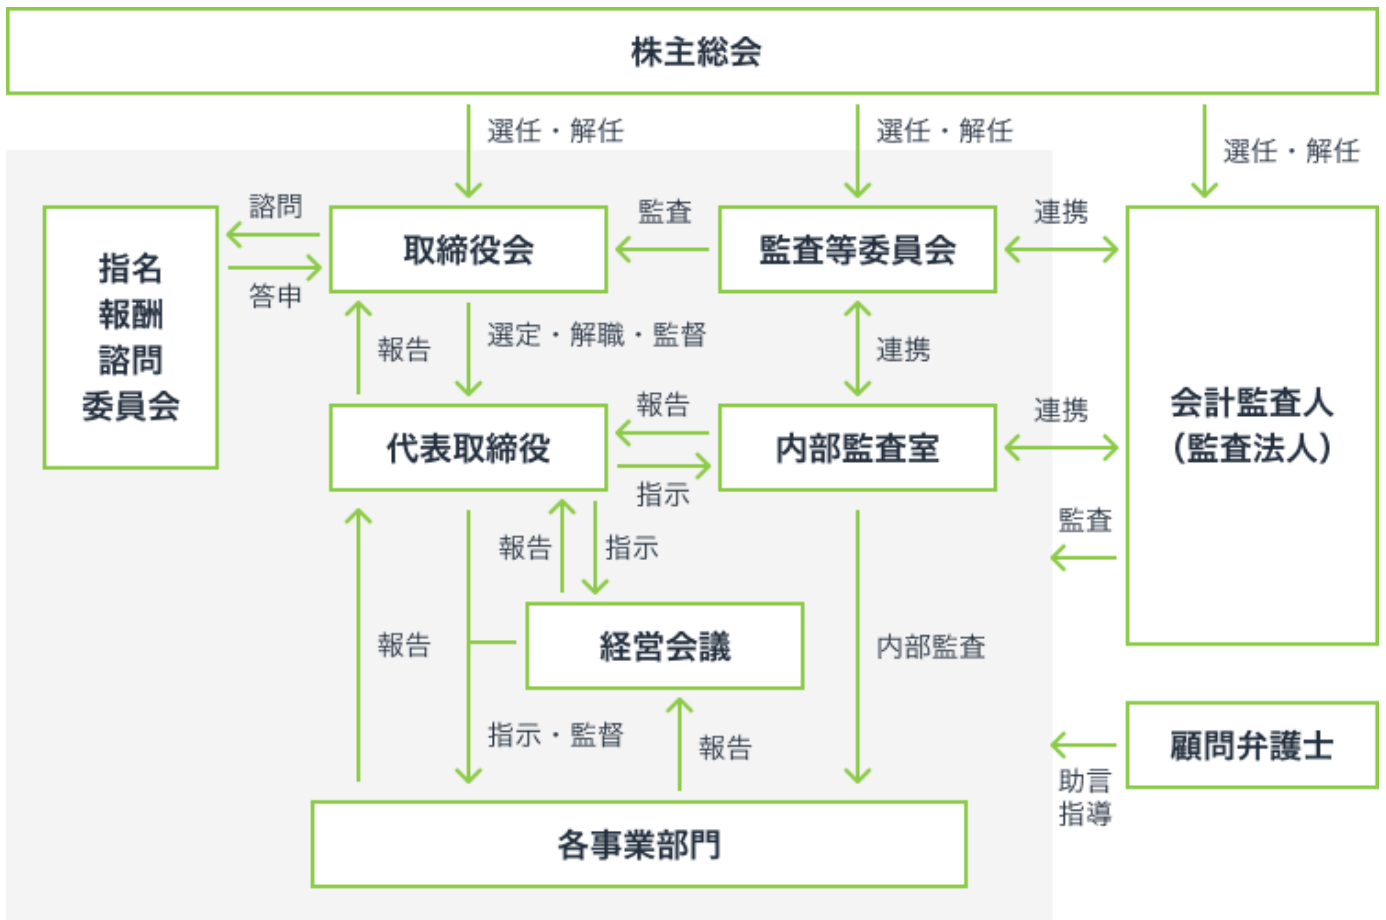 株主総会
選任・解任
選任・解任
選任・解任
諮問
監査
連携
取締役会
監査等委員会
指名
報酬
諮問
委員会
答申
報告
選定・解職・監督
連携
報告
連携
代表取締役
内部監査室
会計監査人
（監査法人）
指示
監査
報告
指示
報告
経営会議
内部監査
指示・監督
報告
顧問弁護士
助言
指導
各事業部門